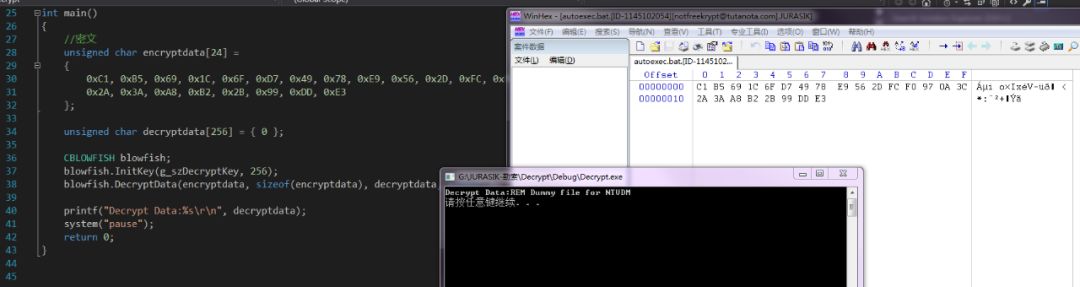 25
int main()
26
{
27
//密文
28
unsigned char encryptdata[24] =
29
{
30
0xC1, 0xB5, 0x69, 0x1C, 0x6F, 0xD7, 0x49, 0x78, 0xE9, 0x56, 0x2D, 0xFC, 0x
31
0x2A, 0x3A, 0xA8, 0xB2, 0x2B, 0x99, 0xDD, 0xE3
32
};
33
34
unsigned char decryptdata[256] = { 0 };
35
36
CBLOWFISH blowfish;
37
blowfish.InitKey(g_szDecryptKey, 256);
38
blowfish.DecryptData(encryptdata, sizeof(encryptdata), decryptdata,
39
40
printf("Decrypt Data:%s\r\n", decryptdata);
41
system("pause");
42
return 0;
43
}
44
45
WinHex - [autoexec.bat.[ID-1145102054][notfreekrypt@tutanota.com].JURASIK]
文件(F) 编辑(E) 搜索(S) 导航(N) 查看(V) 工具(T) 专业工具(I) 选项(O) 窗口(W) 帮助(H)
案件数据
文件(L) 编辑(D)
autoexec.bat.[ID-1145102...
Offset 0 1 2 3 4 5 6 7 8 9 A B C D E F
00000000 C1 B5 69 1C 6F D7 49 78 E9 56 2D FC F0 97 0A 3C
00000010 2A 3A A8 B2 2B 99 DD E3
G:\JURASIK-勒索\Decrypt\Debug\Decrypt.exe
Decrypt Data:REM Dummy file for NTVDM
请按任意键继续. . .